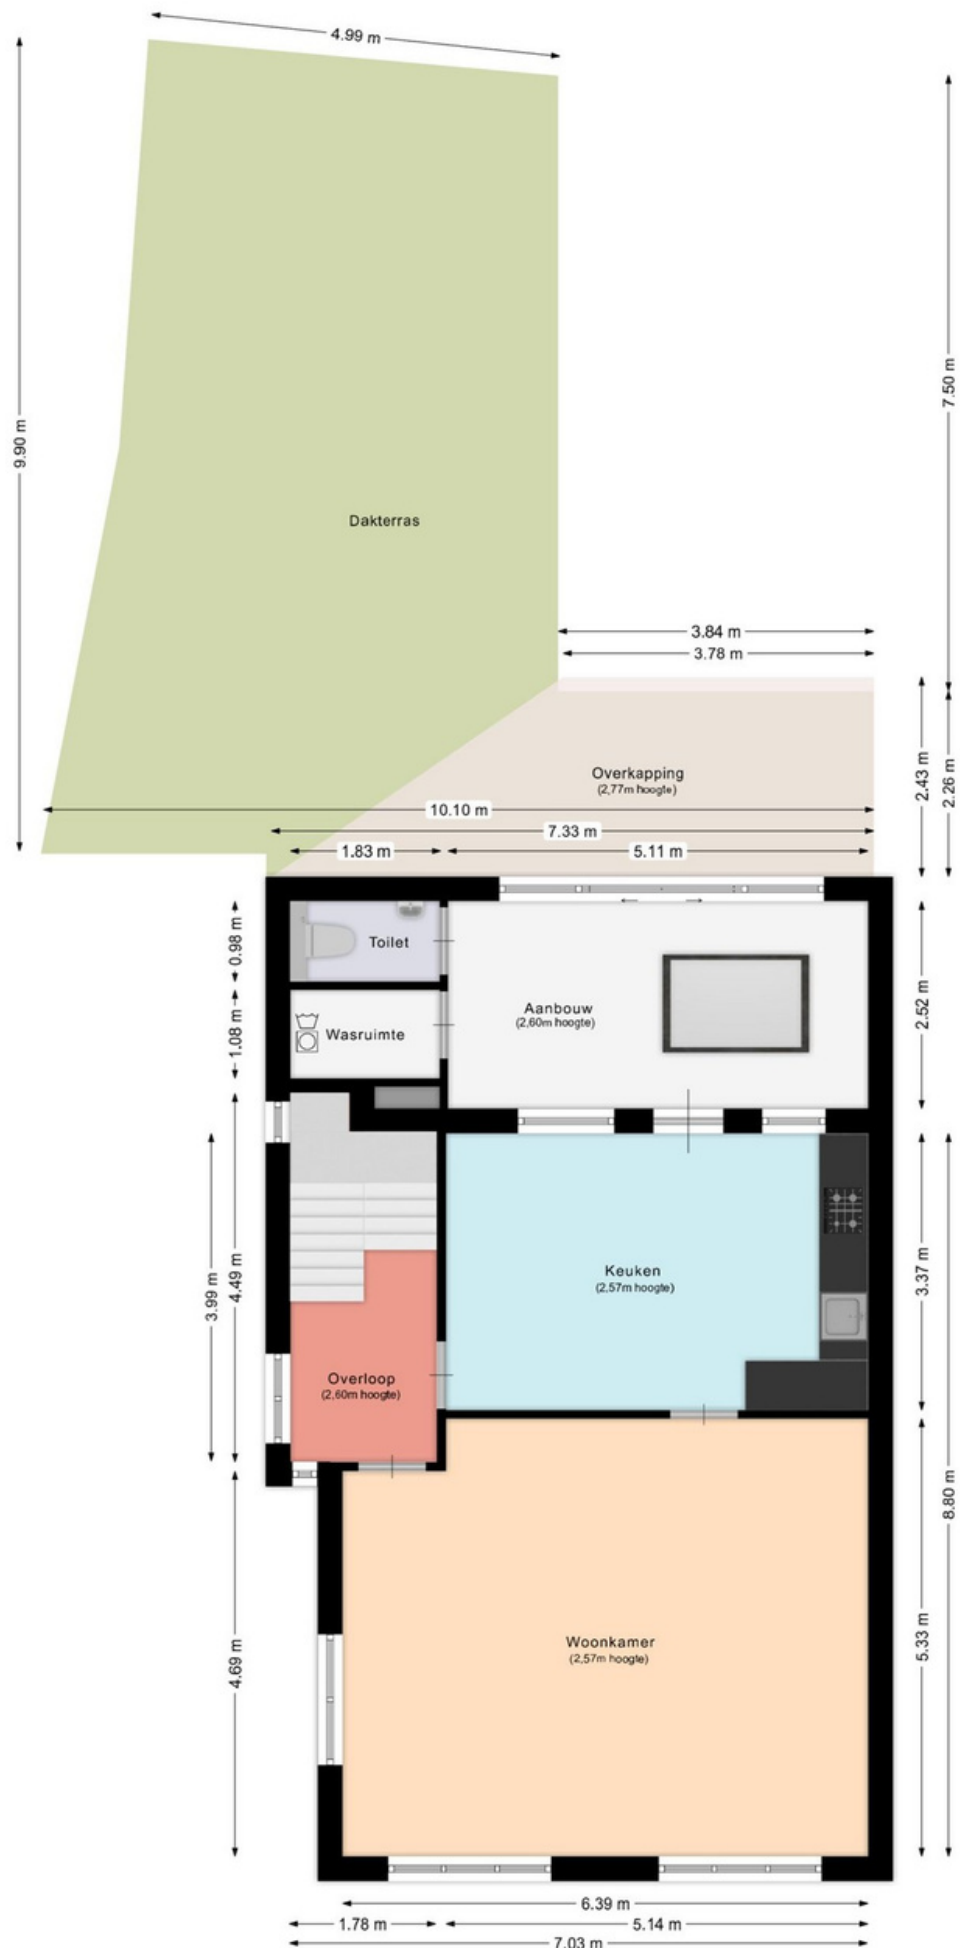 4.99 m
9.90 m
7.50 m
Dakterras
3.84 m
3.78 m
Overkapping
(2,77m hoogte)
2.43 m
2.26 m
10.10 m
7.33 m
1.83 m
5.11 m
0.98 m
Toilet
Aanbouw
(2,60m hoogte)
2.52 m
1.08 m
Wasruimte
3.99 m
4.49 m
Keuken
(2,57m hoogte)
3.37 m
Overloop
(2,60m hoogte)
8.80 m
4.69 m
Woonkamer
(2,57m hoogte)
5.33 m
6.39 m
1.78 m
5.14 m
7.03 m